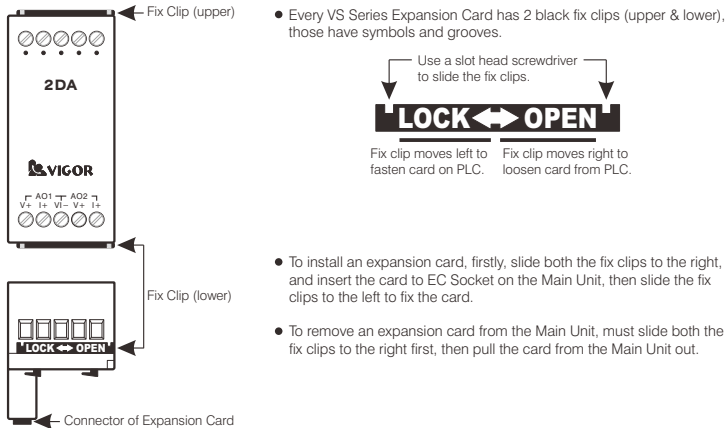 Fix Clip (upper)
2DA
VIGOR
AO1 AO2
V+ I+ VI− V+ I+
Fix Clip (lower)
LOCK OPEN
Connector of Expansion Card
● Every VS Series Expansion Card has 2 black fix clips (upper & lower),
those have symbols and grooves.
Use a slot head screwdriver
to slide the fix clips.
LOCK OPEN
Fix clip moves left to
fasten card on PLC.
Fix clip moves right to
loosen card from PLC.
● To install an expansion card, firstly, slide both the fix clips to the right,
and insert the card to EC Socket on the Main Unit, then slide the fix
clips to the left to fix the card.
● To remove an expansion card from the Main Unit, must slide both the
fix clips to the right first, then pull the card from the Main Unit out.